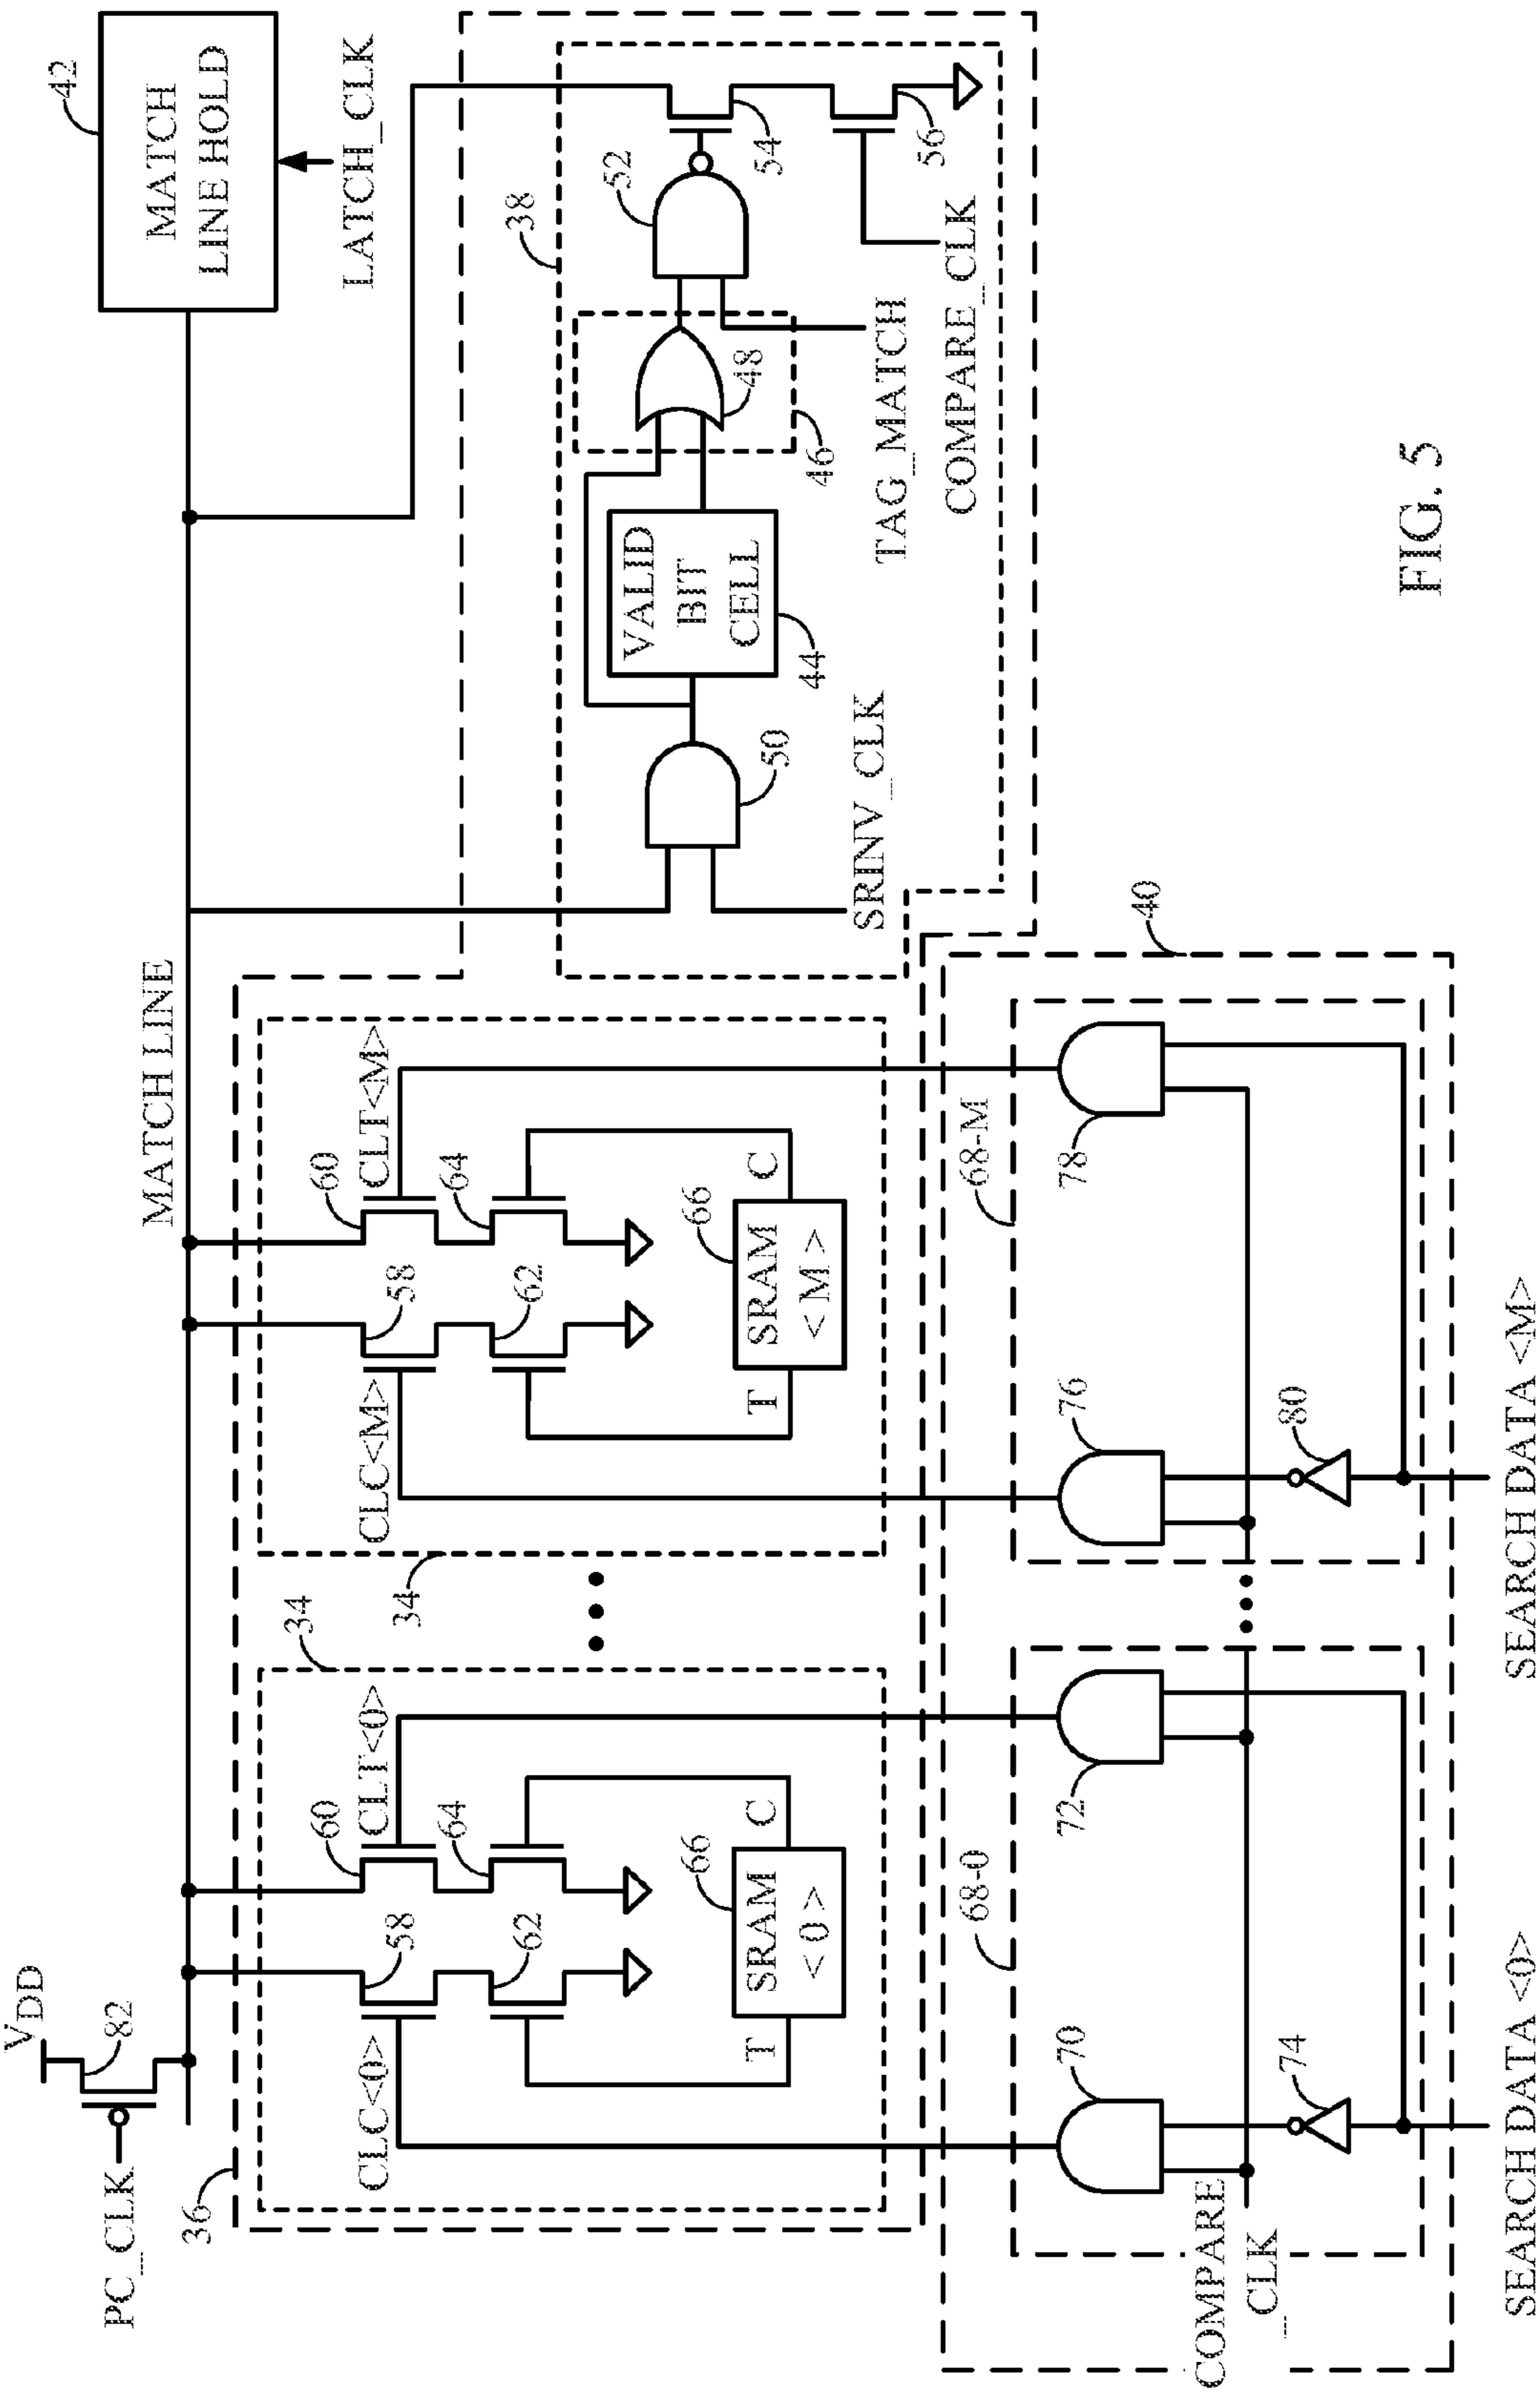 V DD
PC_CLK
82
MATCH LINE
42
MATCH
LINE HOLD
LATCH_CLK
36
34
CLC<0>
58
60
CLT<0>
62
64
T
SRAM
<0>
66
C
34
CLC<M>
58
60
CLT<M>
62
64
T
SRAM
<M>
66
C
38
50
SRINV_CLK
VALID
BIT
CELL
44
46
48
52
TAG_MATCH
54
56
COMPARE_CLK
40
68-0
70
72
74
COMPARE
_CLK
68-M
76
78
80
SEARCH DATA <0>
SEARCH DATA <M>
FIG. 5